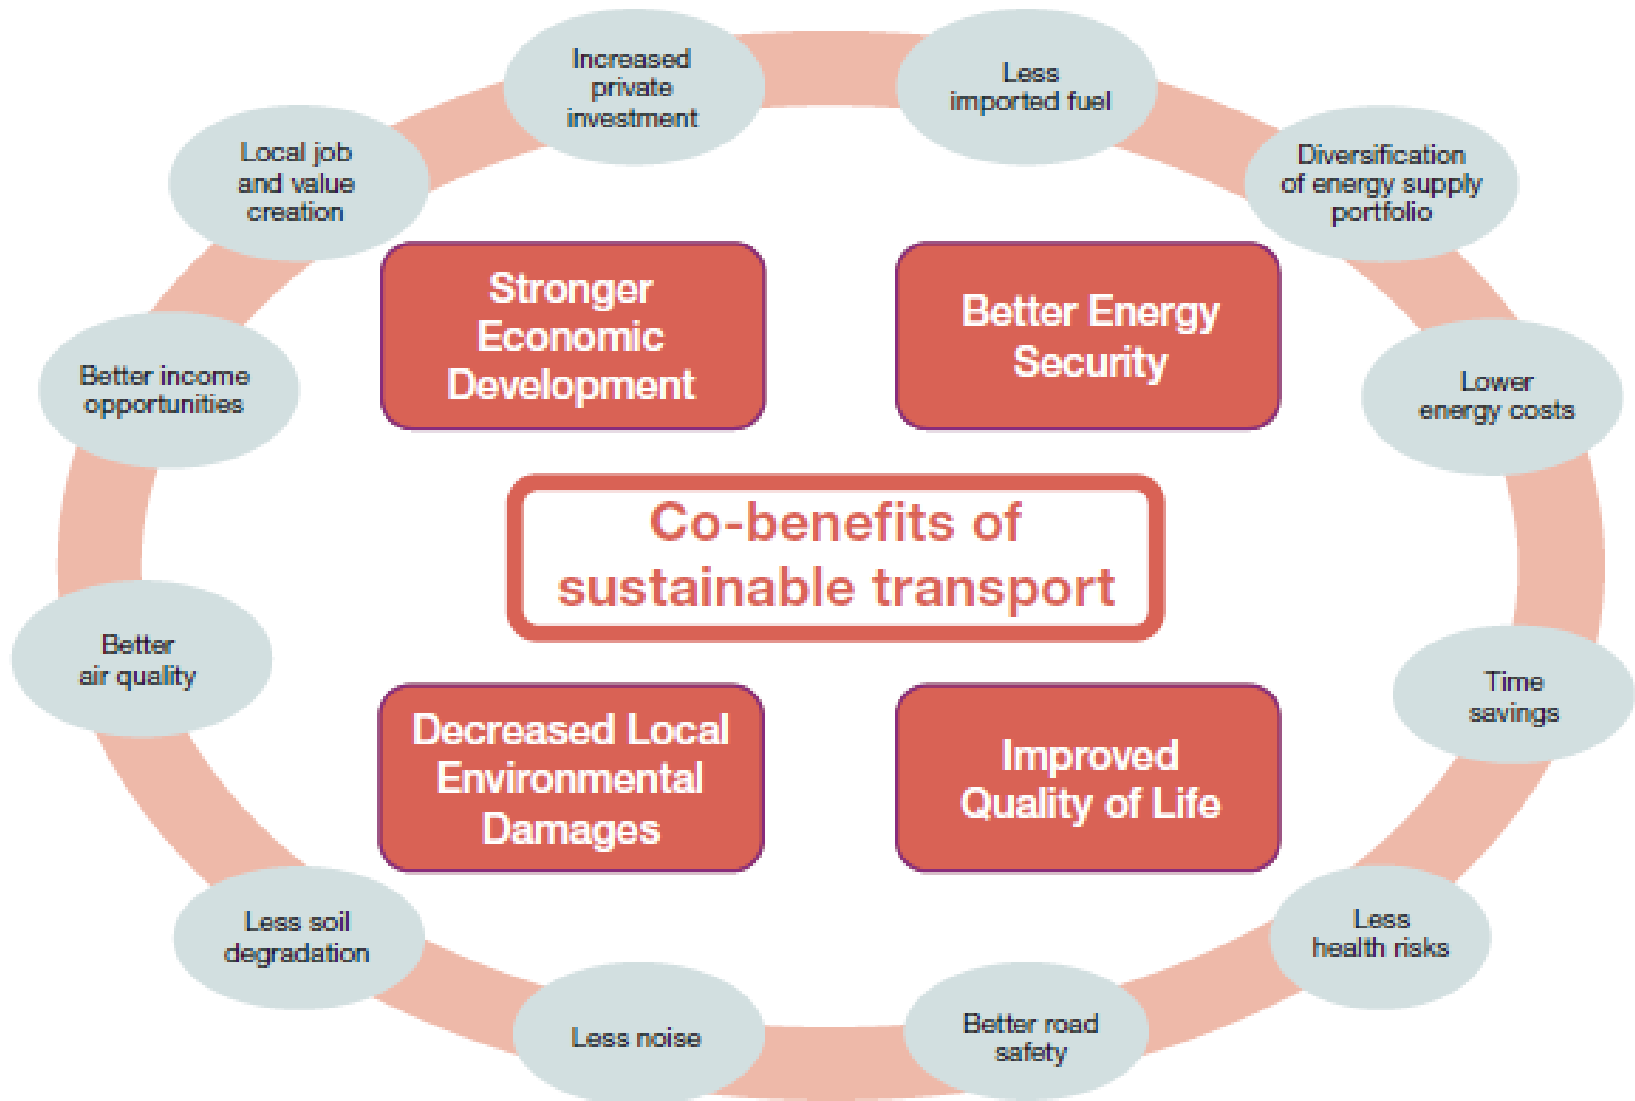 Increased
private
investment
Less
imported fuel
Local job
and value
creation
Diversification
of energy supply
portfolio
Stronger
Economic
Development
Better Energy
Security
Better income
opportunities
Lower
energy costs
Co-benefits of
sustainable transport
Better
air quality
Time
savings
Decreased Local
Environmental
Damages
Improved
Quality of Life
Less soil
degradation
Less
health risks
Less noise
Better road
safety